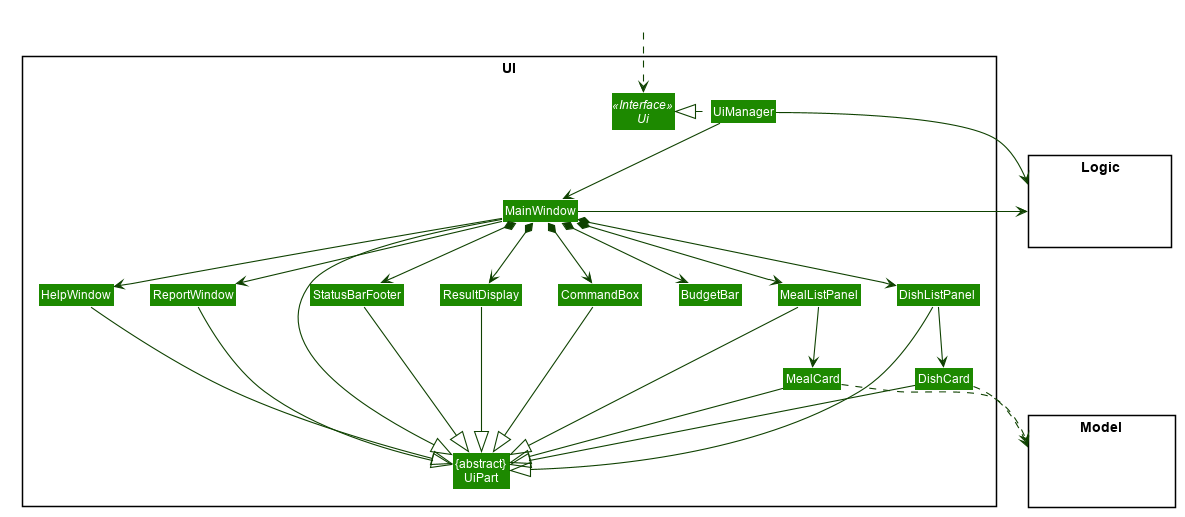 UI
«Interface»
Ui
UiManager
Logic
MainWindow
HelpWindow
ReportWindow
StatusBarFooter
ResultDisplay
CommandBox
BudgetBar
MealListPanel
DishListPanel
MealCard
DishCard
Model
{abstract}
UiPart